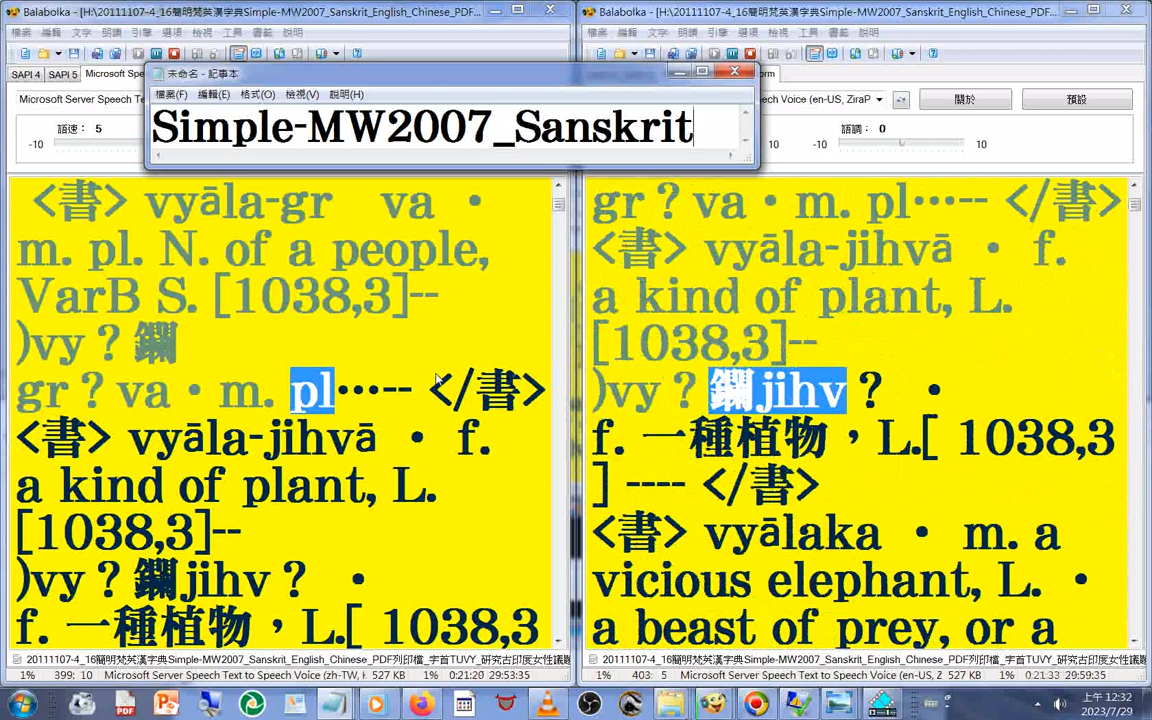 Balabolka - [H:\20111107-4_16簡明梵英漢字典Simple-MW2007_Sanskrit_English_Chinese_PDF...
檔案 編輯 文字 朗讀 引擎 選項 檢視 工具 書籤 說明
SAPI 4 SAPI 5 Microsoft Sp
Microsoft Server Speech Text
語速： 5
-10
未命名 - 記事本
檔案(F) 編輯(E) 格式(O) 檢視(V) 說明(H)
Simple-MW2007_Sanskrit
<書> vyāla-gr va •
m. pl. N. of a people,
VarB S. [1038,3]--
)vy？鑭
gr？va•m. pl…-- </書>
<書> vyāla-jihvā • f.
a kind of plant, L.
[1038,3]--
)vy？鑭jihv？ •
f. 一種植物，L.[ 1038,3
20111107-4_16簡明梵英漢字典Simple-MW2007_Sanskrit_English_Chinese_PDF列印檔_字首TUVY_研究古印度女性議題
1% 399: 10 Microsoft Server Speech Text to Speech Voice (zh-TW, H 527 KB 1% 0:21:20 29:53:35
Balabolka - [H:\20111107-4_16簡明梵英漢字典Simple-MW2007_Sanskrit_English_Chinese_PDF...
檔案 編輯 文字 朗讀 引擎 選項 檢視 工具 書籤 說明
ech Voice (en-US, ZiraP 關於 預設
語調： 0
10 -10 10
gr？va•m. pl…-- </書>
<書> vyāla-jihvā • f.
a kind of plant, L.
[1038,3]--
)vy？鑭jihv？ •
f. 一種植物，L.[ 1038,3
] ---- </書>
<書> vyālaka • m. a
vicious elephant, L. •
a beast of prey, or a
20111107-4_16簡明梵英漢字典Simple-MW2007_Sanskrit_English_Chinese_PDF列印檔_字首TUVY_研究古印度女性議題
1% 403: 5 Microsoft Server Speech Text to Speech Voice (en-US, Z 527 KB 1% 0:21:33 29:59:35
上午 12:32
2023/7/29